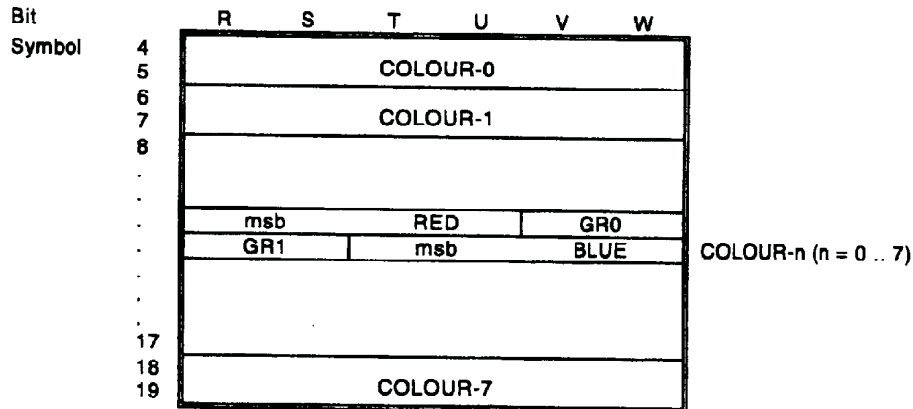 Bit R S T U V W
Symbol 4
5 COLOUR-0
6
7 COLOUR-1
8
.
.
. msb RED GR0
. GR1 msb BLUE COLOUR-n (n = 0 .. 7)
.
.
.
17
18
19 COLOUR-7